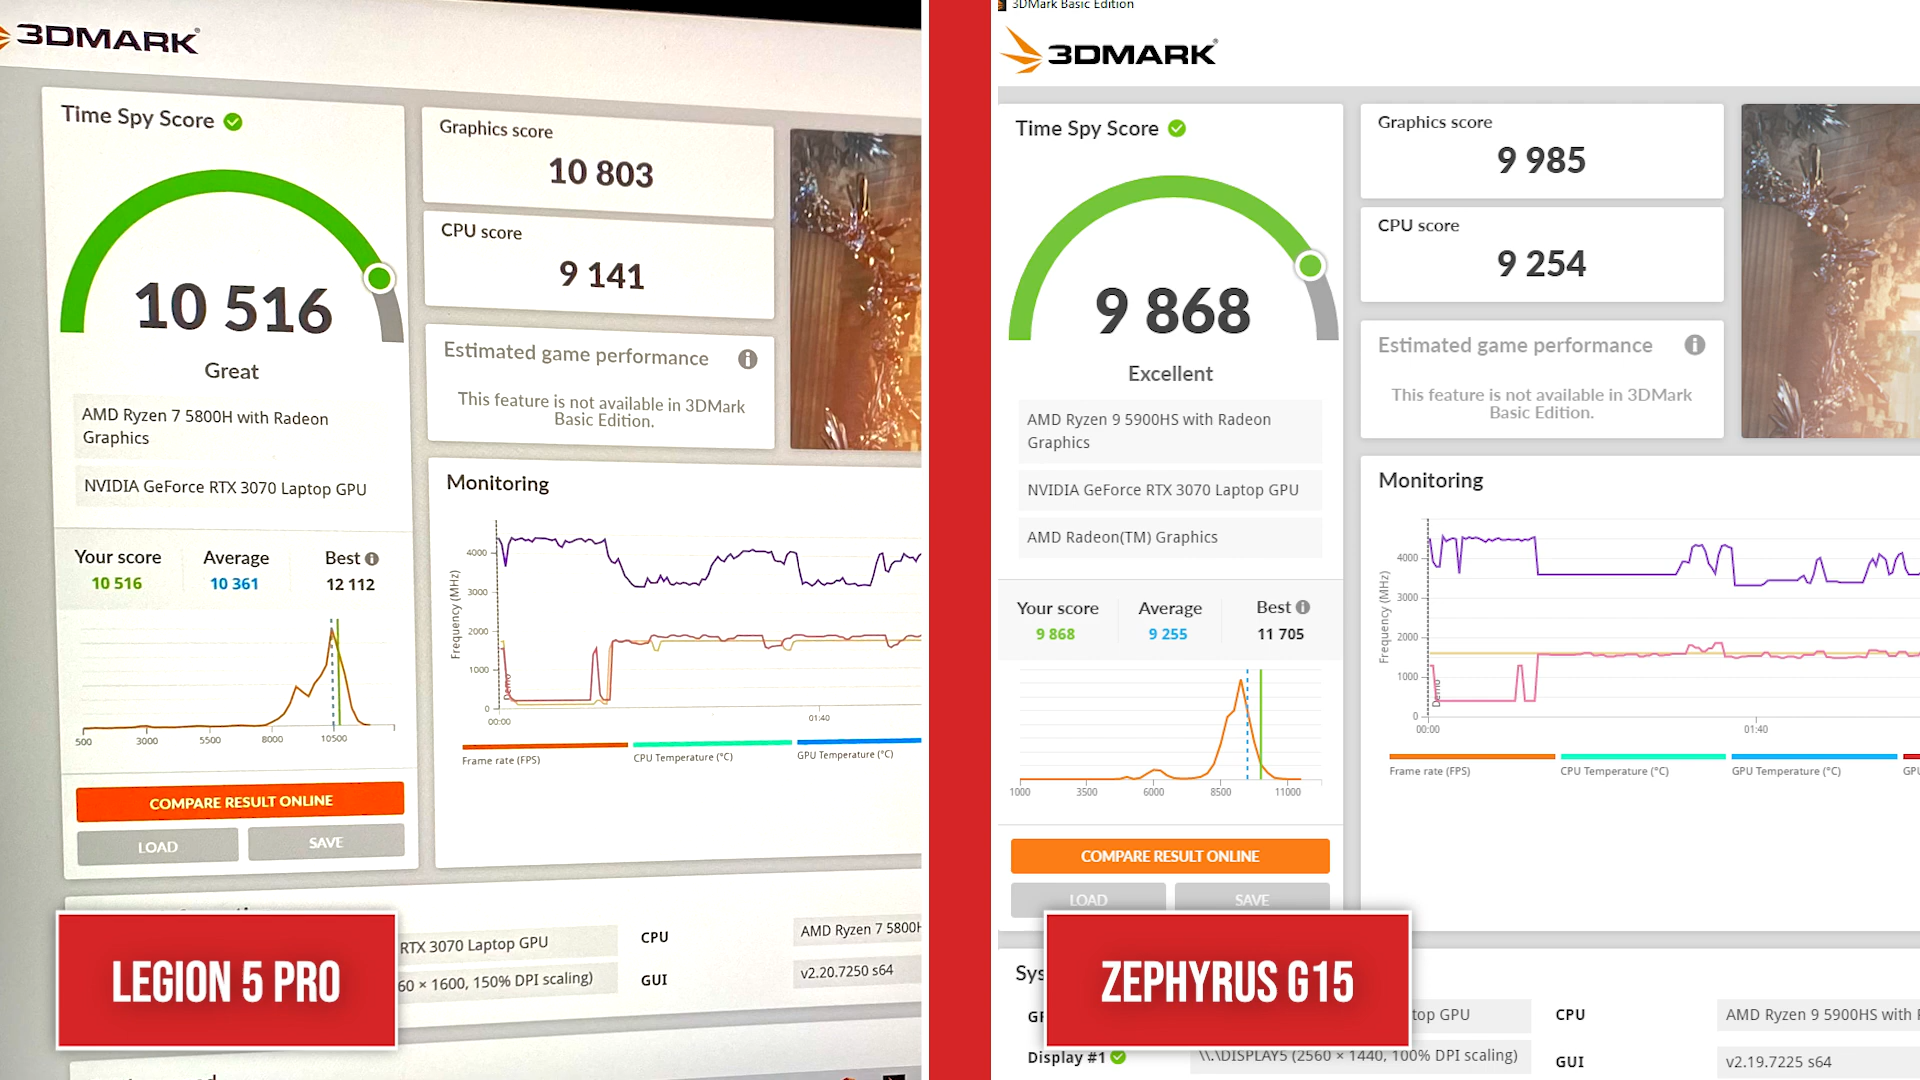 3DMARK
Time Spy Score
10 516
Great
AMD Ryzen 7 5800H with Radeon
Graphics
NVIDIA GeForce RTX 3070 Laptop GPU
Your score
Average
Best
10 516
10 361
12 112
500
3000
5500
8000
10500
COMPARE RESULT ONLINE
LOAD
SAVE
Graphics score
10 803
CPU score
9 141
Estimated game performance
This feature is not available in 3DMark
Basic Edition.
Monitoring
Frequency (MHz)
4000
3000
2000
1000
0
Demo
00:00
01:40
Frame rate (FPS)
CPU Temperature (°C)
GPU Temperature (°C)
RTX 3070 Laptop GPU
CPU
AMD Ryzen 7 5800H
60 × 1600, 150% DPI scaling)
GUI
v2.20.7250 s64
LEGION 5 PRO
3DMark Basic Edition
3DMARK
Time Spy Score
9 868
Excellent
AMD Ryzen 9 5900HS with Radeon
Graphics
NVIDIA GeForce RTX 3070 Laptop GPU
AMD Radeon(TM) Graphics
Your score
Average
Best
9 868
9 255
11 705
1000
3500
6000
8500
11000
COMPARE RESULT ONLINE
LOAD
SAVE
Graphics score
9 985
CPU score
9 254
Estimated game performance
This feature is not available in 3DMark
Basic Edition.
Monitoring
Frequency (MHz)
4000
3000
2000
1000
0
Demo
00:00
01:40
Frame rate (FPS)
CPU Temperature (°C)
GPU Temperature (°C)
GPU
Sys
top GPU
CPU
AMD Ryzen 9 5900HS with
Display #1
\\.\DISPLAY5 (2560 × 1440, 100% DPI scaling)
GUI
v2.19.7225 s64
ZEPHYRUS G15